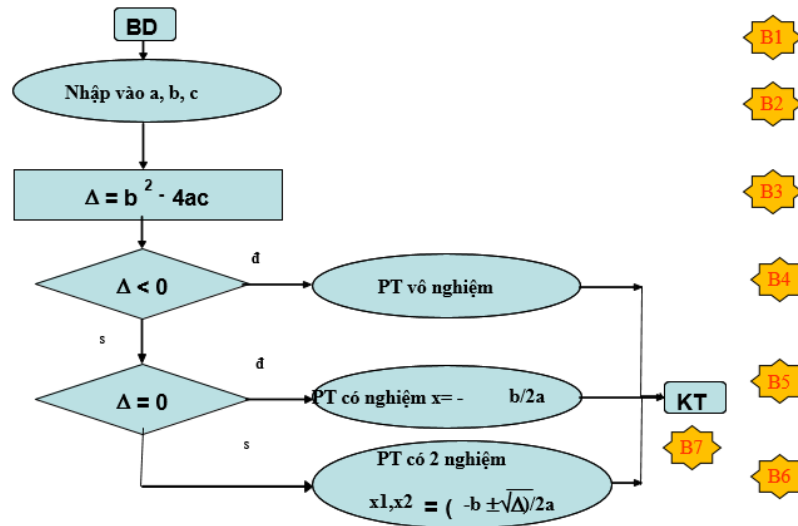 BD
B1
Nhập vào a, b, c
B2
Δ = b² - 4ac
B3
đ
Δ < 0
PT vô nghiệm
B4
s
đ
Δ = 0
PT có nghiệm x= - b/2a
KT
B5
s
B7
PT có 2 nghiệm
x1,x2 = ( -b ±√Δ)/2a
B6